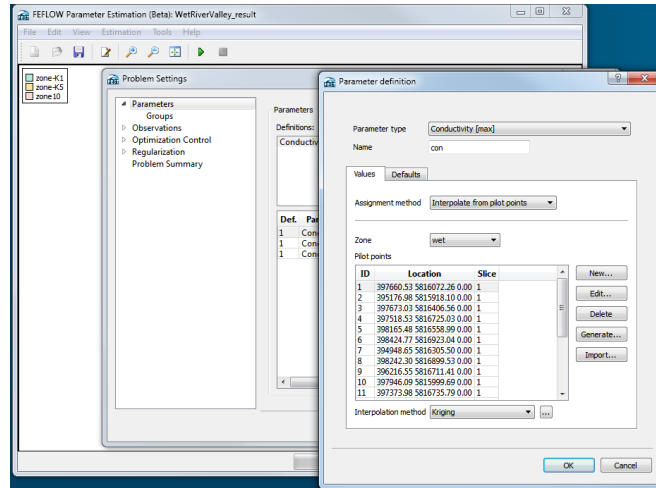 FEFLOW Parameter Estimation (Beta): WetRiverValley_result
File Edit View Estimation Tools Help
zone-K1
zone-K5
zone10
Problem Settings
Parameters
Groups
Observations
Optimization Control
Regularization
Problem Summary
Parameters
Definitions:
Conductiv
Def. Par
1 Con
1 Con
1 Con
Parameter definition
Parameter type Conductivity [max]
Name con
Values Defaults
Assignment method Interpolate from pilot points
Zone wet
Pilot points
ID Location Slice
1 397660.53 5816072.26 0.00 1
2 395176.98 5815918.10 0.00 1
3 397673.03 5816406.56 0.00 1
4 397518.53 5816725.03 0.00 1
5 398165.48 5816558.99 0.00 1
6 398424.77 5816923.04 0.00 1
7 394948.65 5816305.50 0.00 1
8 398242.30 5816899.53 0.00 1
9 396216.55 5816711.41 0.00 1
10 397946.09 5815999.69 0.00 1
11 397373.98 5816735.79 0.00 1
New...
Edit...
Delete
Generate...
Import...
Interpolation method Kriging ...
OK Cancel